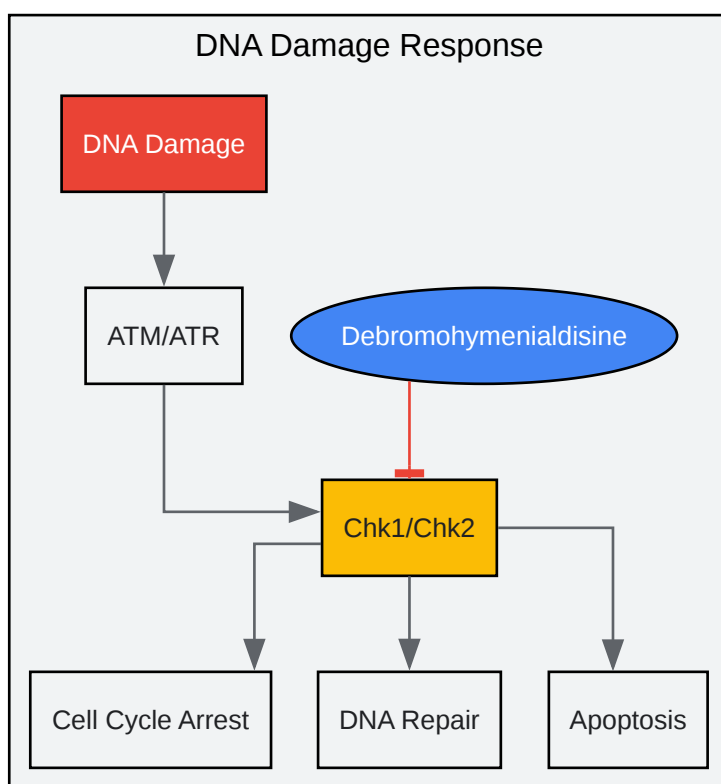 DNA Damage Response
DNA Damage
ATM/ATR
Debromohymenialdisine
Chk1/Chk2
Cell Cycle Arrest
DNA Repair
Apoptosis